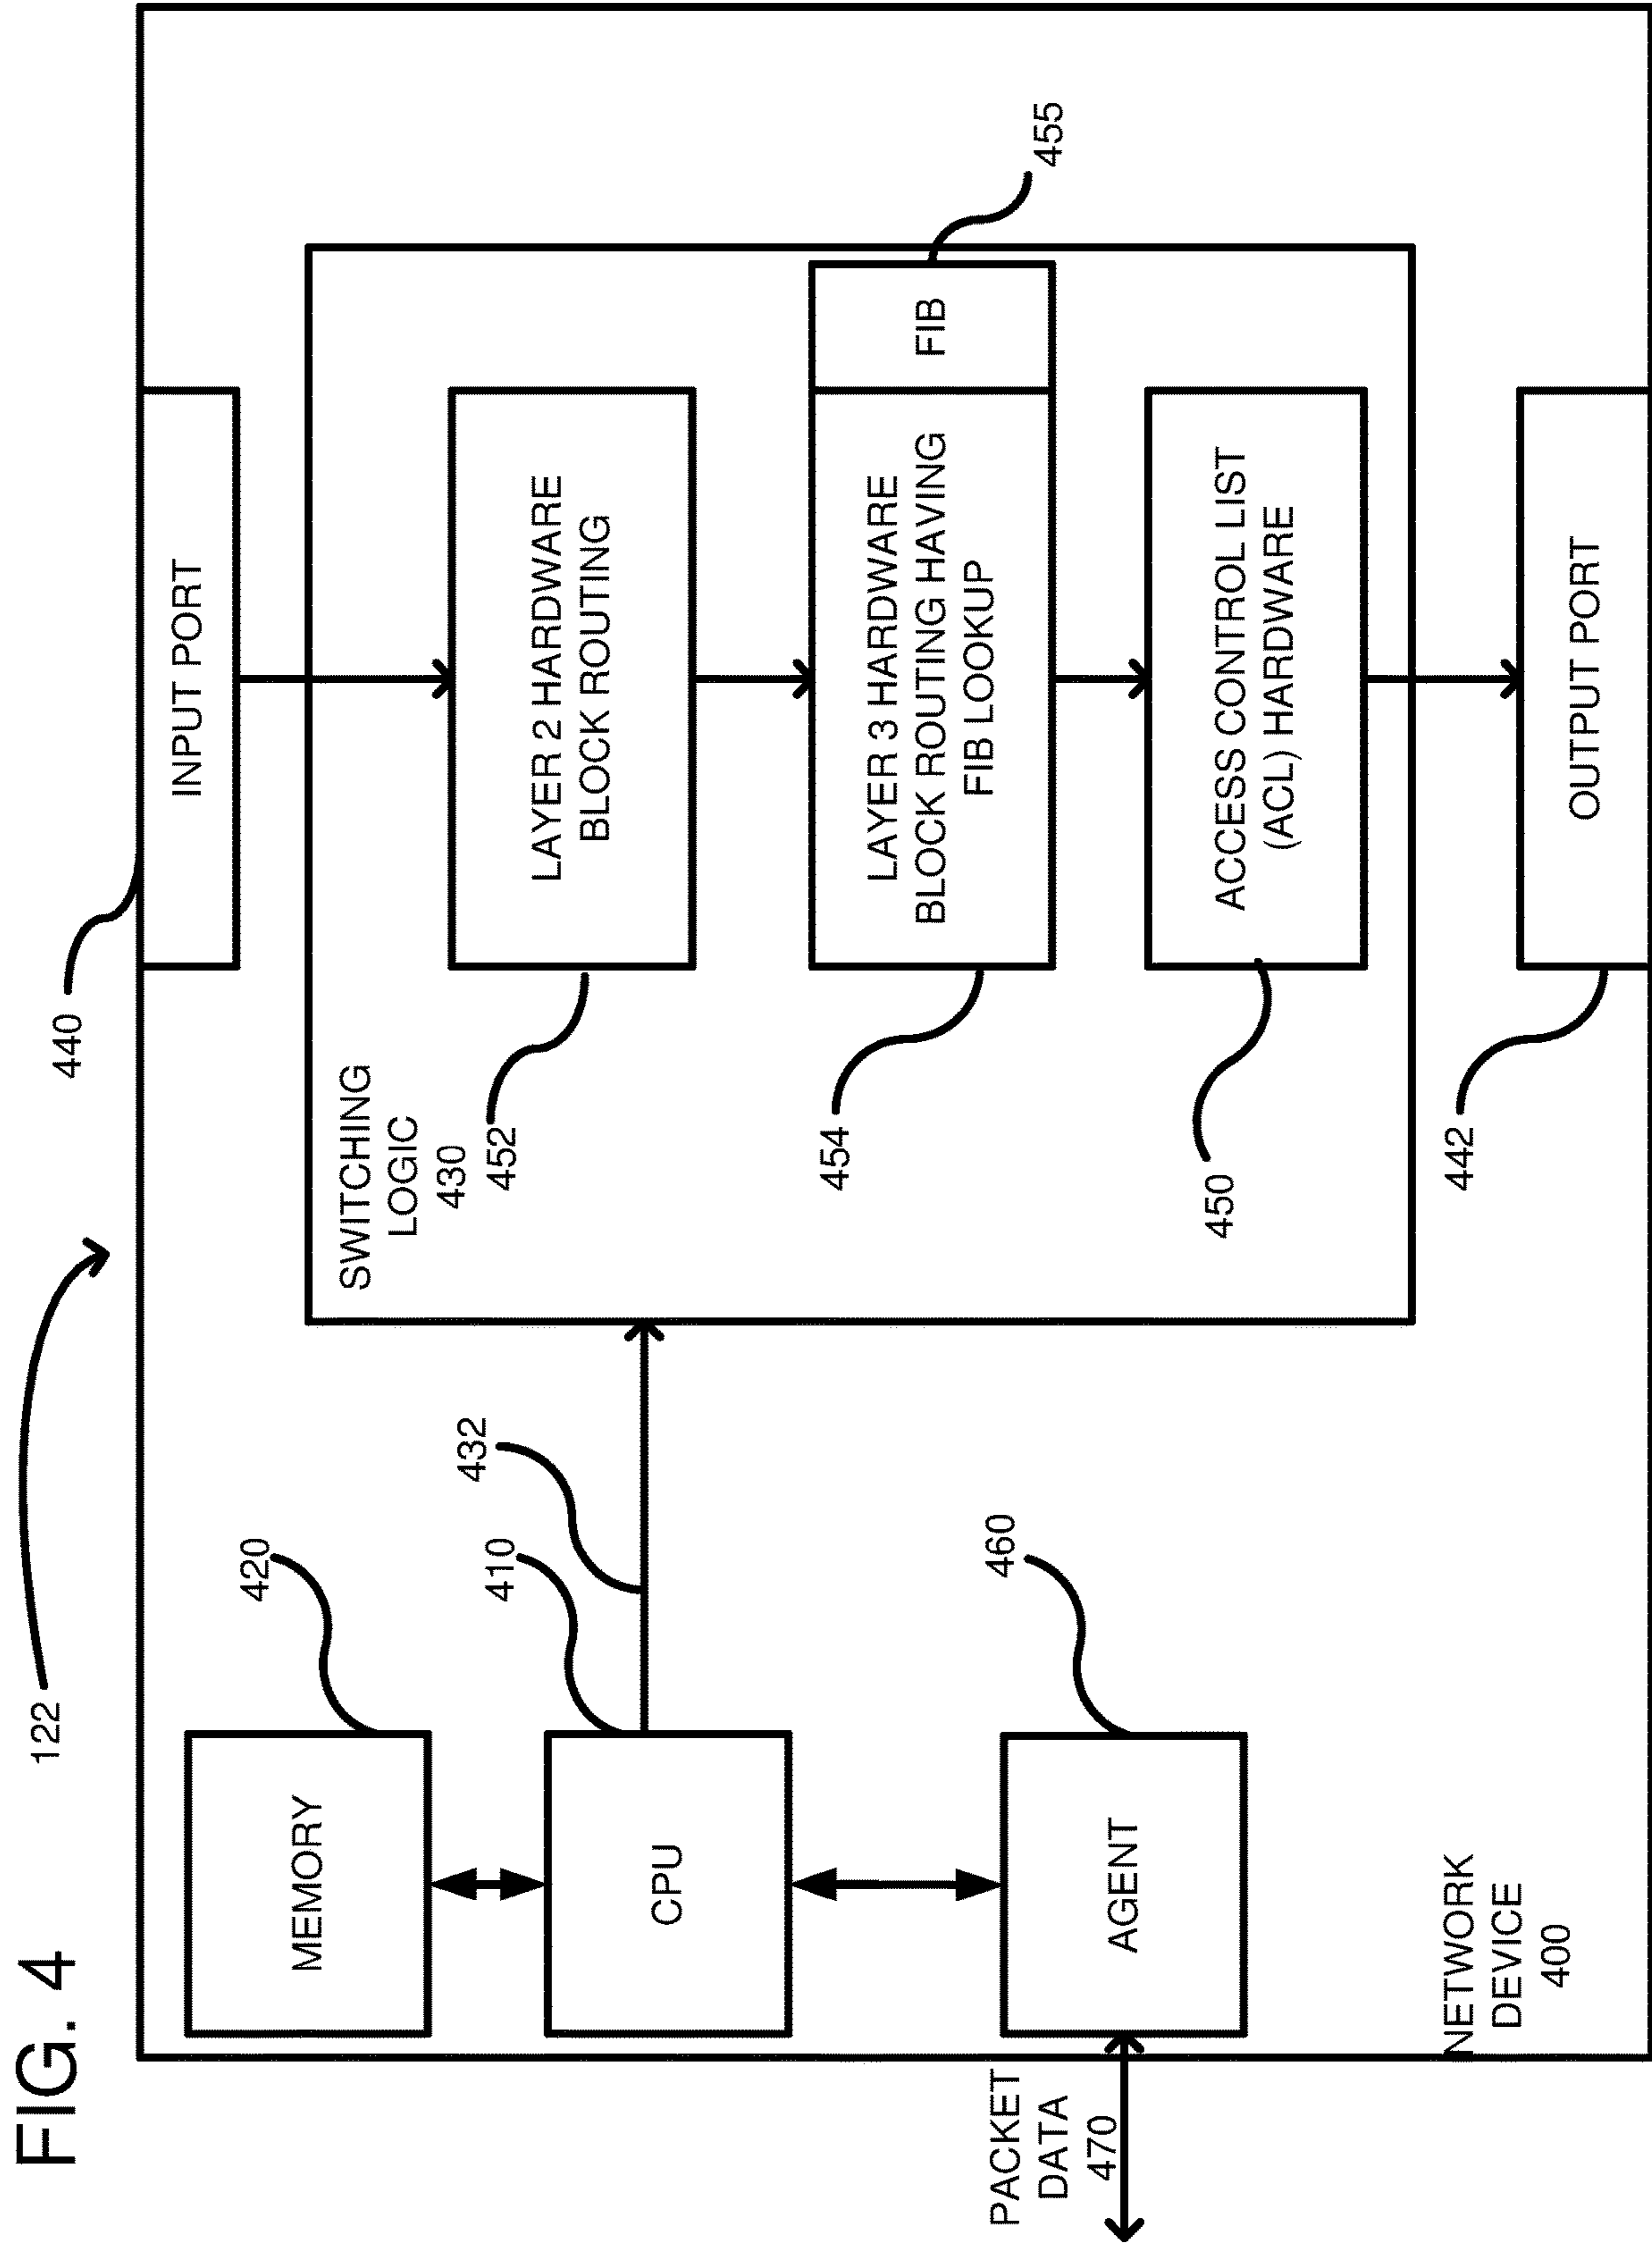 FIG. 4
122
440
INPUT PORT
420
MEMORY
SWITCHING
LOGIC
430
452
LAYER 2 HARDWARE
BLOCK ROUTING
432
410
CPU
454
LAYER 3 HARDWARE
BLOCK ROUTING HAVING
FIB LOOKUP
FIB
455
PACKET
DATA
470
460
AGENT
450
ACCESS CONTROL LIST
(ACL) HARDWARE
NETWORK
DEVICE
400
442
OUTPUT PORT